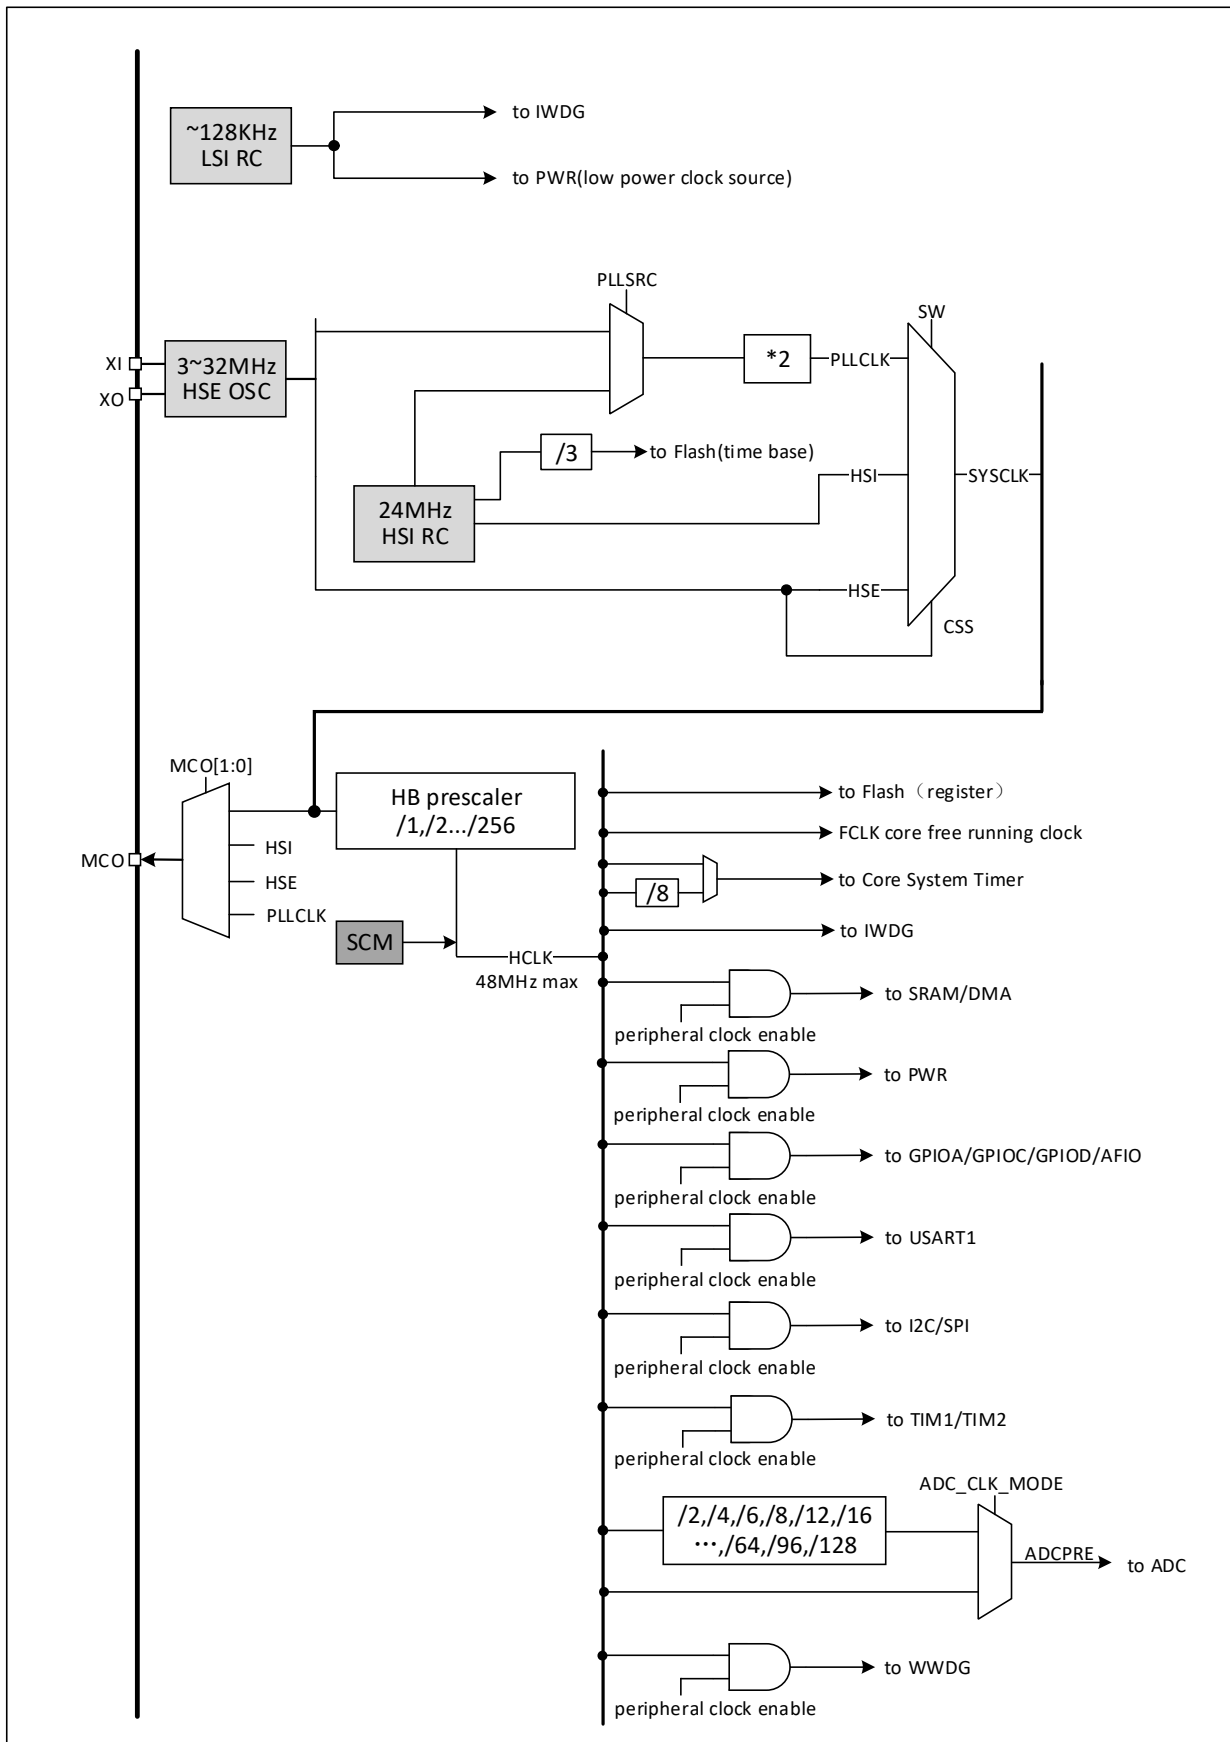 ~128KHz
LSI RC
to IWDG
to PWR(low power clock source)
PLLSRC
SW
XI
XO
3~32MHz
HSE OSC
*2
PLLCLK
/3
to Flash(time base)
24MHz
HSI RC
HSI
SYSCLK
HSE
CSS
MCO[1:0]
HB prescaler
/1,/2.../256
HSI
HSE
PLLCLK
MCO
SCM
HCLK
48MHz max
to Flash（register）
FCLK core free running clock
/8
to Core System Timer
to IWDG
to SRAM/DMA
peripheral clock enable
to PWR
peripheral clock enable
to GPIOA/GPIOC/GPIOD/AFIO
peripheral clock enable
to USART1
peripheral clock enable
to I2C/SPI
peripheral clock enable
to TIM1/TIM2
peripheral clock enable
ADC_CLK_MODE
/2,/4,/6,/8,/12,/16
…,/64,/96,/128
ADCPRE
to ADC
to WWDG
peripheral clock enable